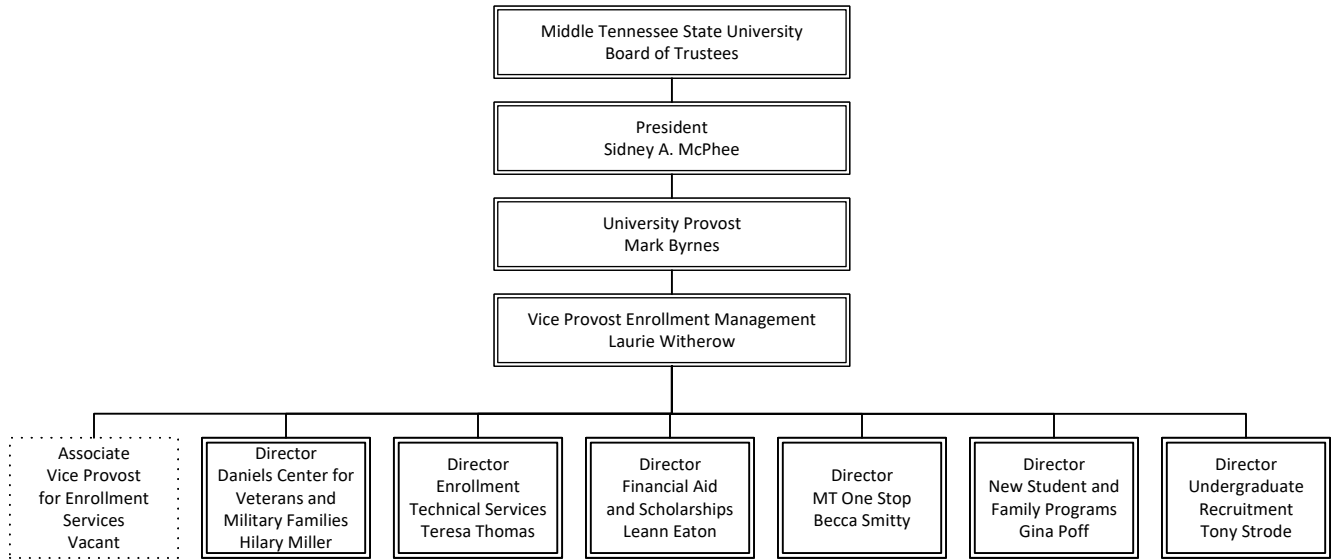 Middle Tennessee State University
Board of Trustees
President
Sidney A. McPhee
University Provost
Mark Byrnes
Vice Provost Enrollment Management
Laurie Witherow
Associate
Vice Provost
for Enrollment
Services
Vacant
Director
Daniels Center for
Veterans and
Military Families
Hilary Miller
Director
Enrollment
Technical Services
Teresa Thomas
Director
Financial Aid
and Scholarships
Leann Eaton
Director
MT One Stop
Becca Smitty
Director
New Student and
Family Programs
Gina Poff
Director
Undergraduate
Recruitment
Tony Strode